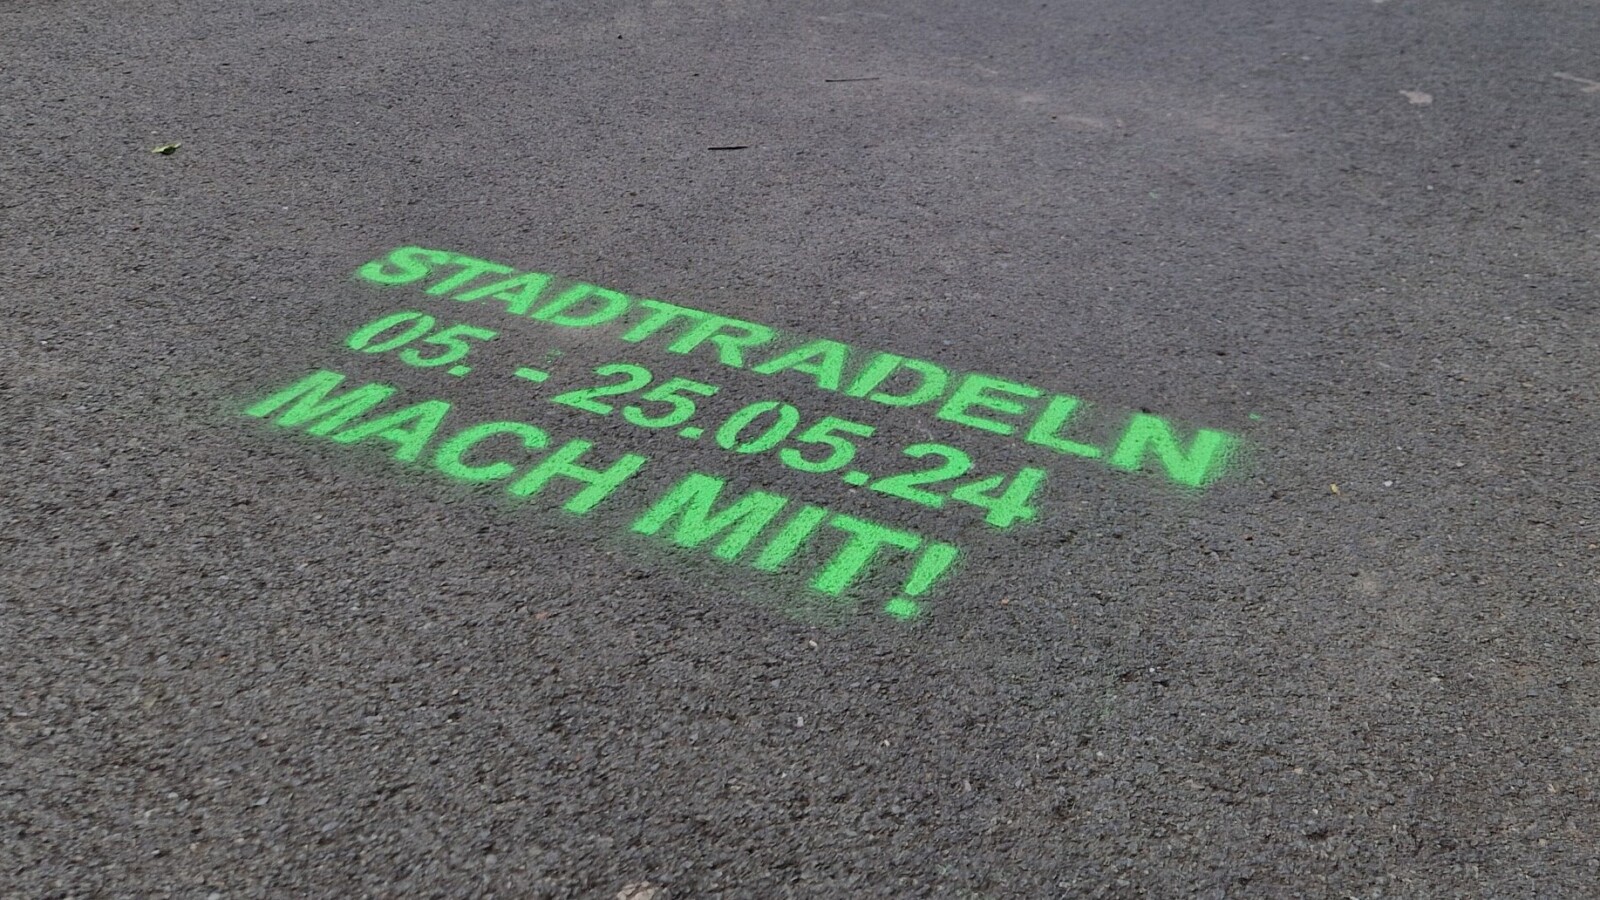 STADTRADELN
05. - 25.05.24
MACH MIT!